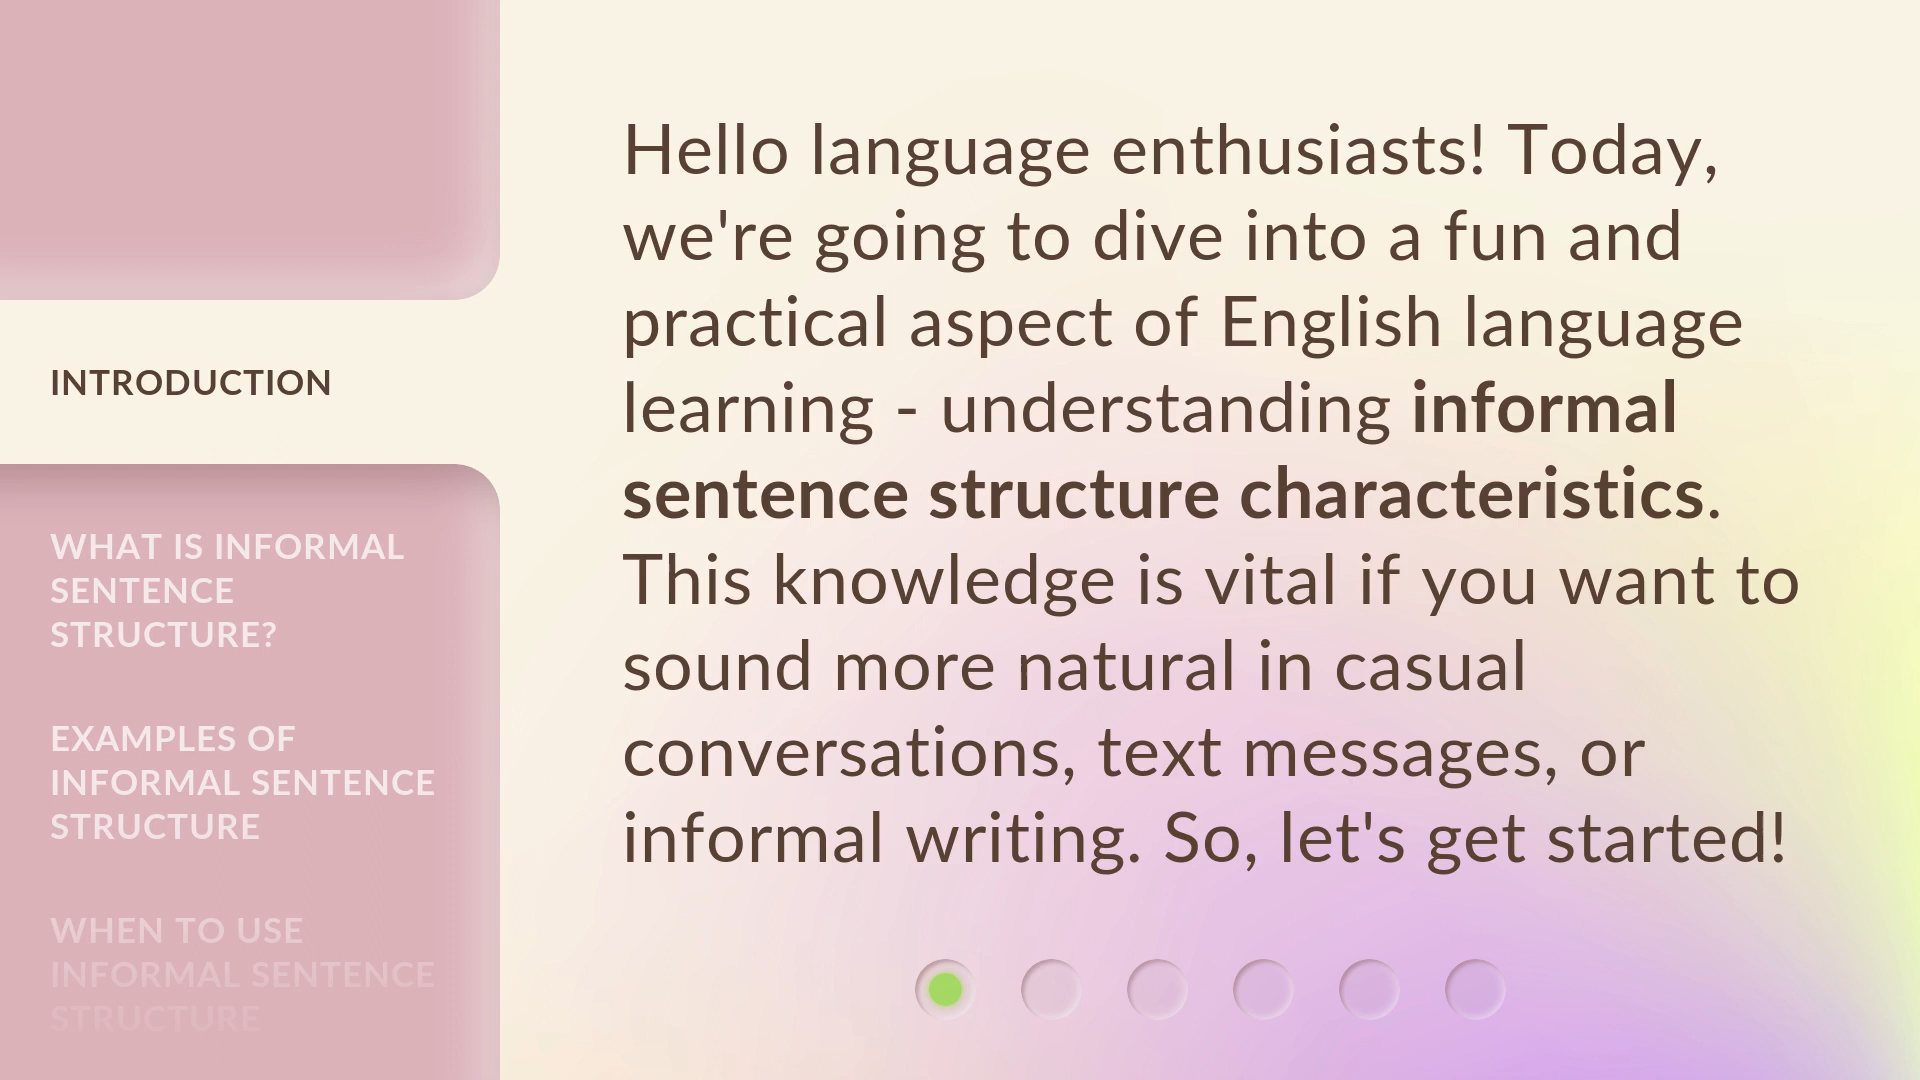 INTRODUCTION
WHAT IS INFORMAL
SENTENCE
STRUCTURE?
EXAMPLES OF
INFORMAL SENTENCE
STRUCTURE
WHEN TO USE
INFORMAL SENTENCE
STRUCTURE
Hello language enthusiasts! Today,
we're going to dive into a fun and
practical aspect of English language
learning - understanding informal
sentence structure characteristics.
This knowledge is vital if you want to
sound more natural in casual
conversations, text messages, or
informal writing. So, let's get started!